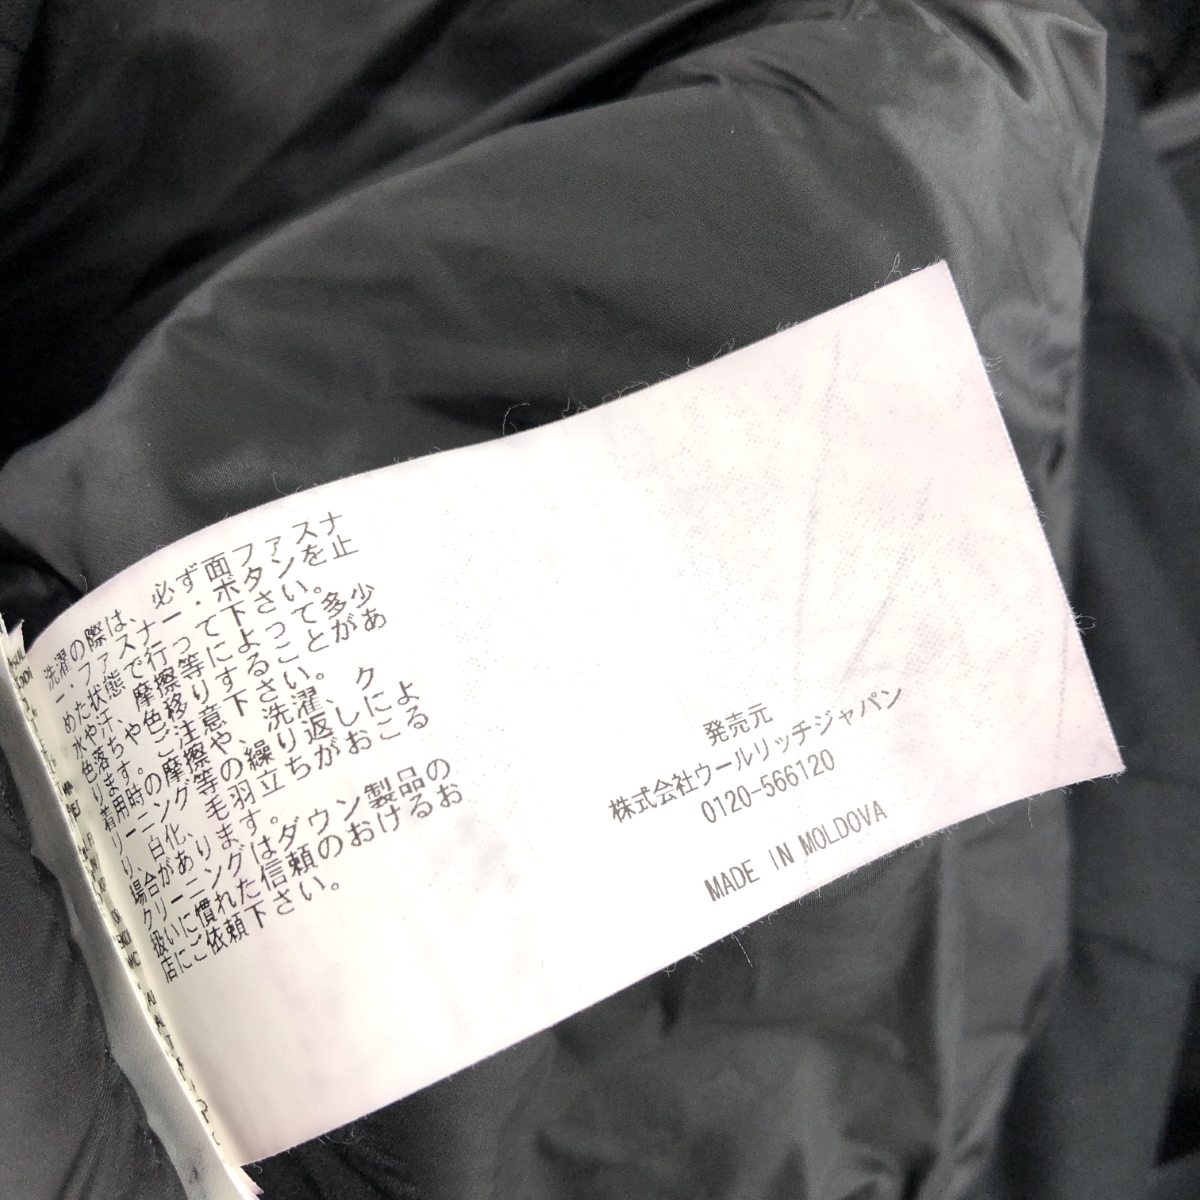 洗濯の際は、必ず面ファスナ
ー・ファスナー・ボタンを止
めた状態で行って下さい。
水や汗、摩擦等によって多少
色落ちや色移りすることがあ
ります。ご注意下さい。
着用時の摩擦や、洗濯、ク
リーニング等の繰り返しによ
り、白化、毛羽立ちがおこる
場合があります。
クリーニングはダウン製品の
扱いに慣れた信頼のおけるお
店にご依頼下さい。
発売元
株式会社ウールリッチジャパン
0120-566120
MADE IN MOLDOVA